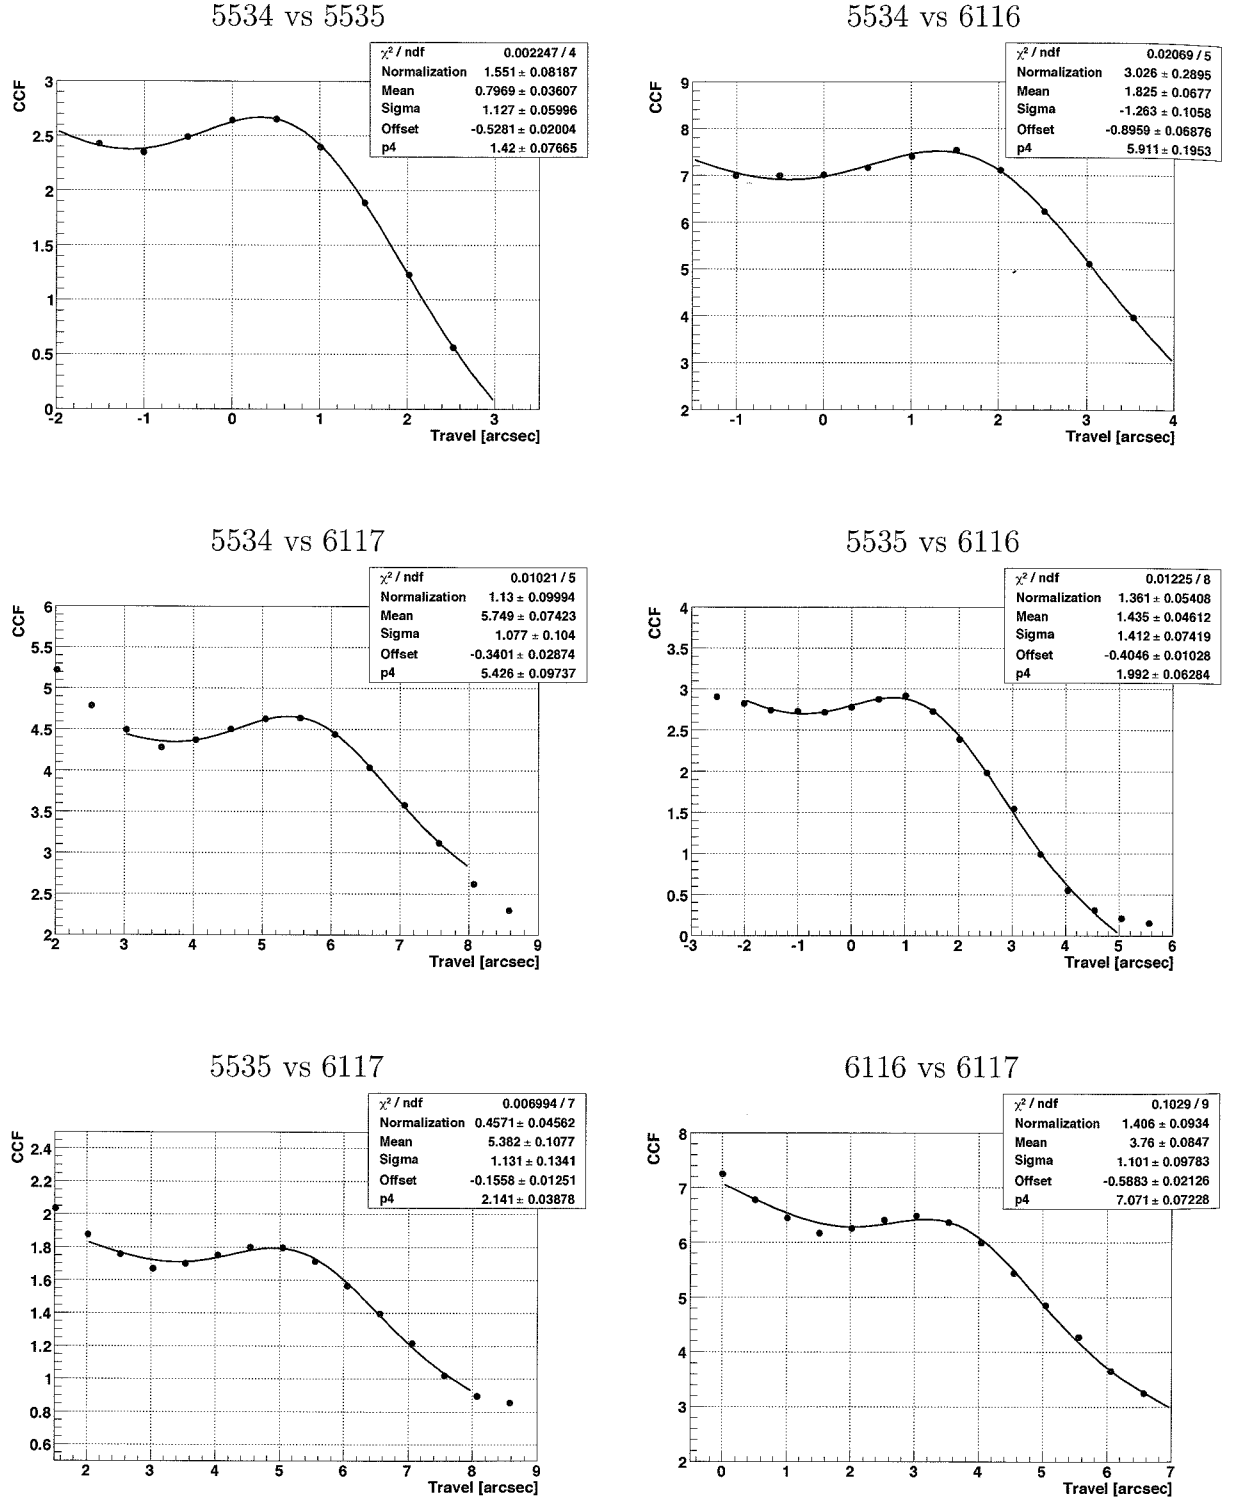 5534 vs 5535
χ² / ndf 0.002247 / 4
Normalization 1.551 ± 0.08187
Mean 0.7969 ± 0.03607
Sigma 1.127 ± 0.05996
Offset -0.5281 ± 0.02004
p4 1.42 ± 0.07665
CCF
3
2.5
2
1.5
1
0.5
0
-2 -1 0 1 2 3
Travel [arcsec]
5534 vs 6116
χ² / ndf 0.02069 / 5
Normalization 3.026 ± 0.2895
Mean 1.825 ± 0.0677
Sigma -1.263 ± 0.1058
Offset -0.8959 ± 0.06876
p4 5.911 ± 0.1953
CCF
9
8
7
6
5
4
3
2
-1 0 1 2 3 4
Travel [arcsec]
5534 vs 6117
χ² / ndf 0.01021 / 5
Normalization 1.13 ± 0.09994
Mean 5.749 ± 0.07423
Sigma 1.077 ± 0.104
Offset -0.3401 ± 0.02874
p4 5.426 ± 0.09737
CCF
6
5.5
5
4.5
4
3.5
3
2.5
2
2 3 4 5 6 7 8 9
Travel [arcsec]
5535 vs 6116
χ² / ndf 0.01225 / 8
Normalization 1.361 ± 0.05408
Mean 1.435 ± 0.04612
Sigma 1.412 ± 0.07419
Offset -0.4046 ± 0.01028
p4 1.992 ± 0.06284
CCF
4
3.5
3
2.5
2
1.5
1
0.5
0
-3 -2 -1 0 1 2 3 4 5 6
Travel [arcsec]
5535 vs 6117
χ² / ndf 0.006994 / 7
Normalization 0.4571 ± 0.04562
Mean 5.382 ± 0.1077
Sigma 1.131 ± 0.1341
Offset -0.1558 ± 0.01251
p4 2.141 ± 0.03878
CCF
2.4
2.2
2
1.8
1.6
1.4
1.2
1
0.8
0.6
2 3 4 5 6 7 8 9
Travel [arcsec]
6116 vs 6117
χ² / ndf 0.1029 / 9
Normalization 1.406 ± 0.0934
Mean 3.76 ± 0.0847
Sigma 1.101 ± 0.09783
Offset -0.5883 ± 0.02126
p4 7.071 ± 0.07228
CCF
8
7
6
5
4
3
2
0 1 2 3 4 5 6 7
Travel [arcsec]